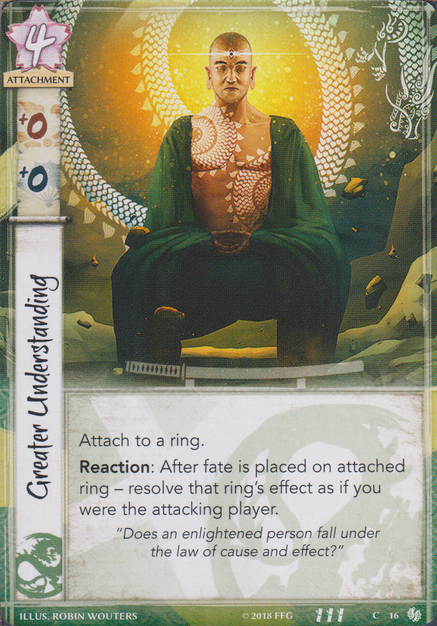 4
ATTACHMENT
+0
+0
Greater Understanding
Attach to a ring.
Reaction: After fate is placed on attached
ring – resolve that ring's effect as if you
were the attacking player.
"Does an enlightened person fall under
the law of cause and effect?"
ILLUS. ROBIN WOUTERS © 2018 FFG C 16